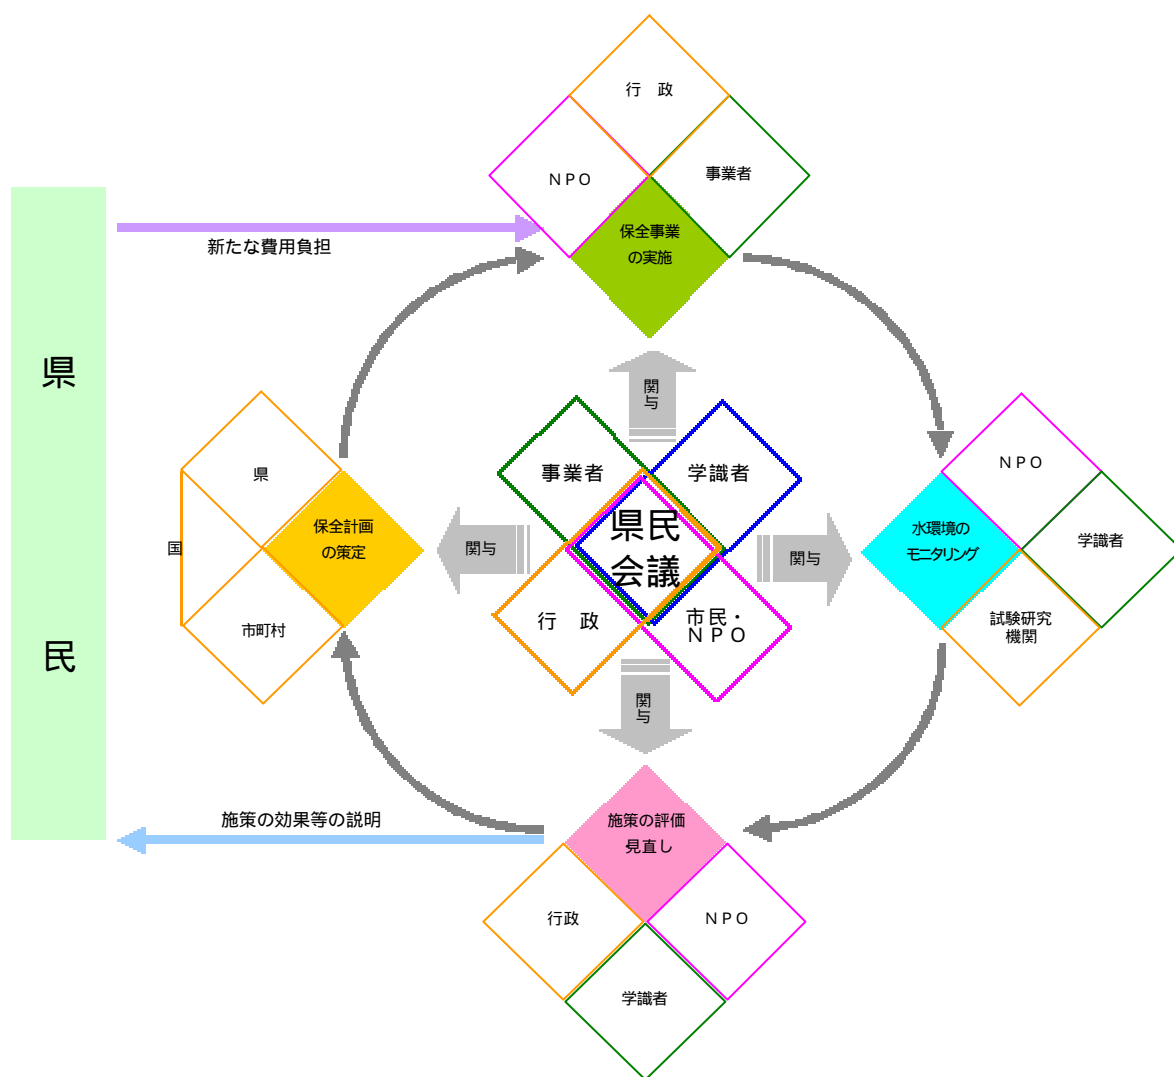 行　政
ＮＰＯ
事業者
保全事業
の実施
新たな費用負担
県
民
関
与
県
国
市町村
保全計画
の策定
関与
事業者
学識者
県民
会議
行　政
市民・
ＮＰＯ
関与
水環境の
モニタリング
ＮＰＯ
学識者
試験研究
機関
関
与
施策の効果等の説明
施策の評価
見直し
行政
ＮＰＯ
学識者